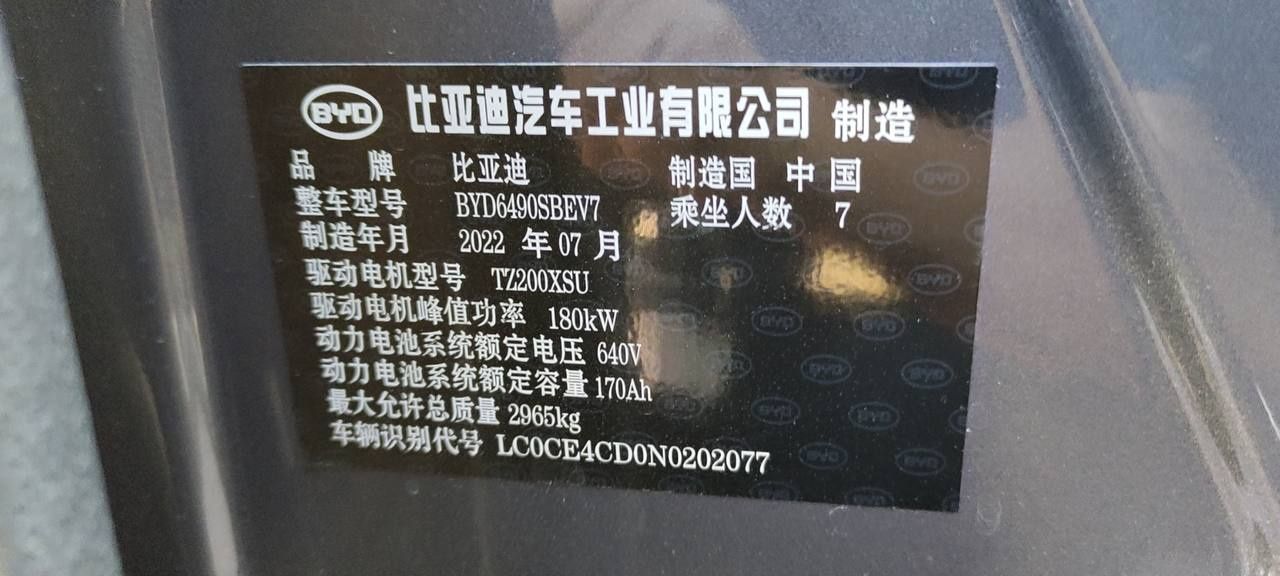 BYD 比亚迪汽车工业有限公司 制造
品 牌 比亚迪 制造国 中国
整车型号 BYD6490SBEV7 乘坐人数 7
制造年月 2022 年 07 月
驱动电机型号 TZ200XSU
驱动电机峰值功率 180kW
动力电池系统额定电压 640V
动力电池系统额定容量 170Ah
最大允许总质量 2965kg
车辆识别代号 LC0CE4CD0N0202077